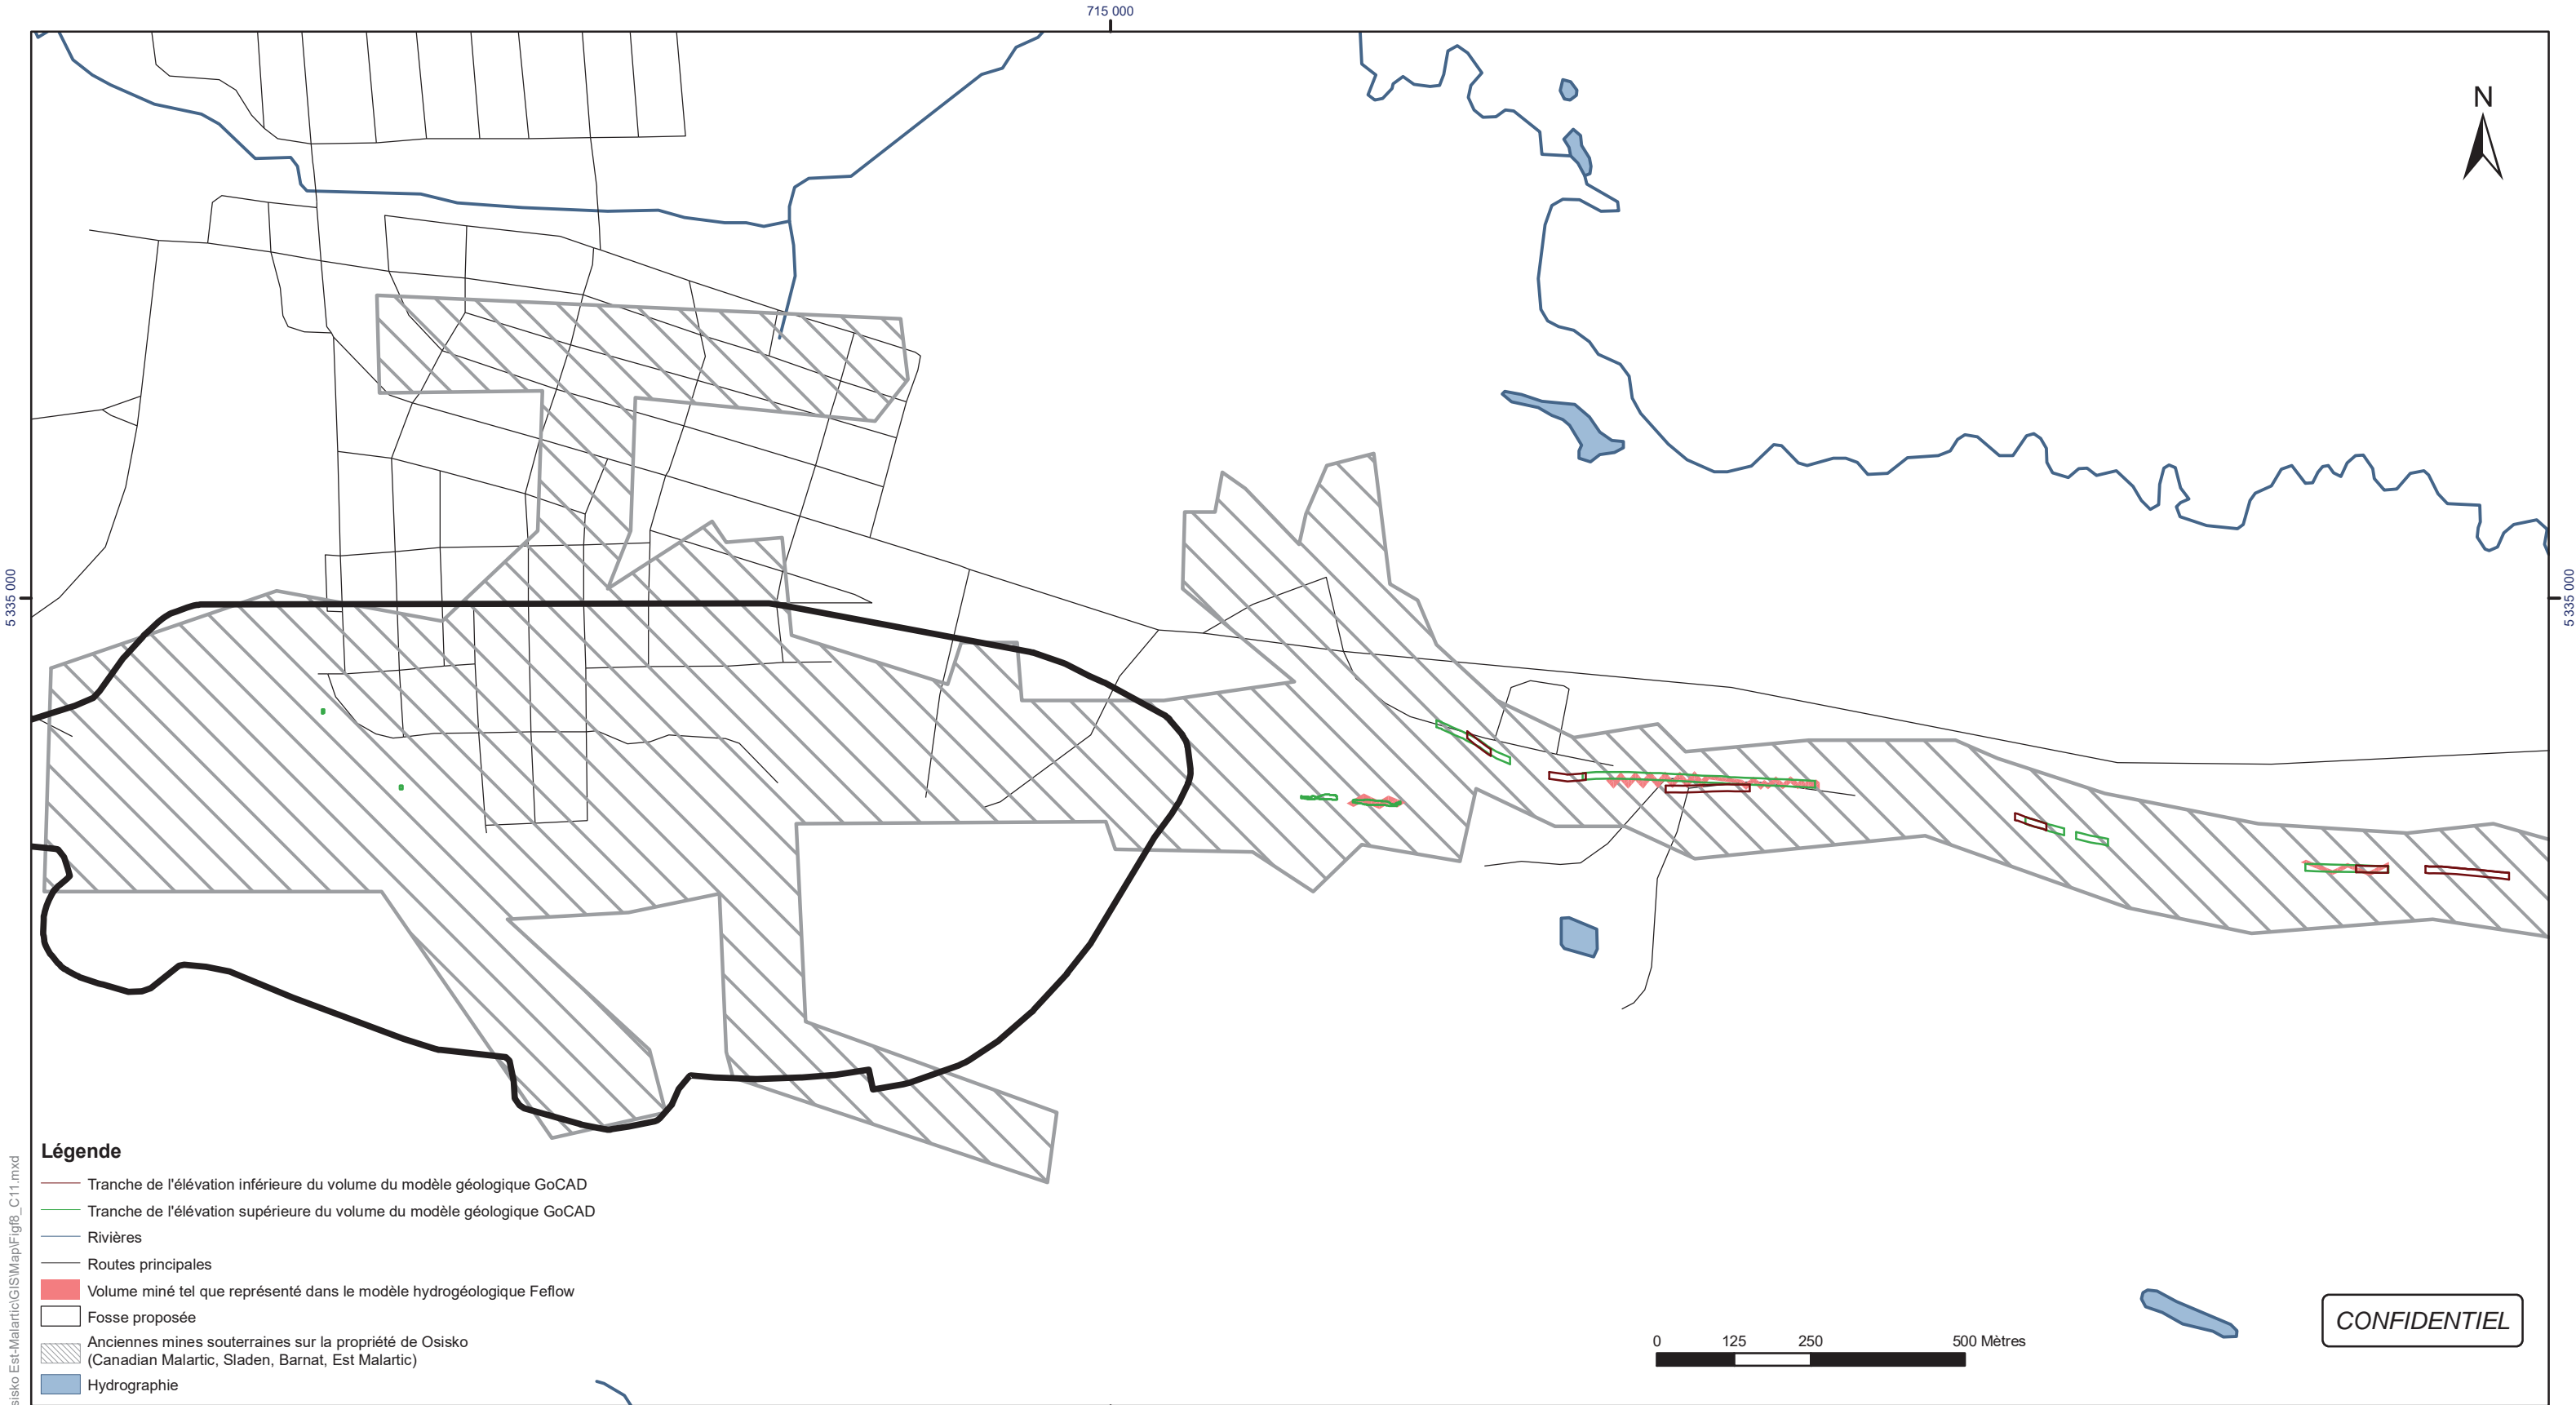 715 000
N
5 335 000
5 335 000
Légende
Tranche de l'élévation inférieure du volume du modèle géologique GoCAD
Tranche de l'élévation supérieure du volume du modèle géologique GoCAD
Rivières
Routes principales
Volume miné tel que représenté dans le modèle hydrogéologique Feflow
Fosse proposée
Anciennes mines souterraines sur la propriété de Osisko
(Canadian Malartic, Sladen, Barnat, Est Malartic)
Hydrographie
0 125 250 500 Mètres
CONFIDENTIEL
sisko Est-Malartic\GIS\Map\Figf8_C11.mxd